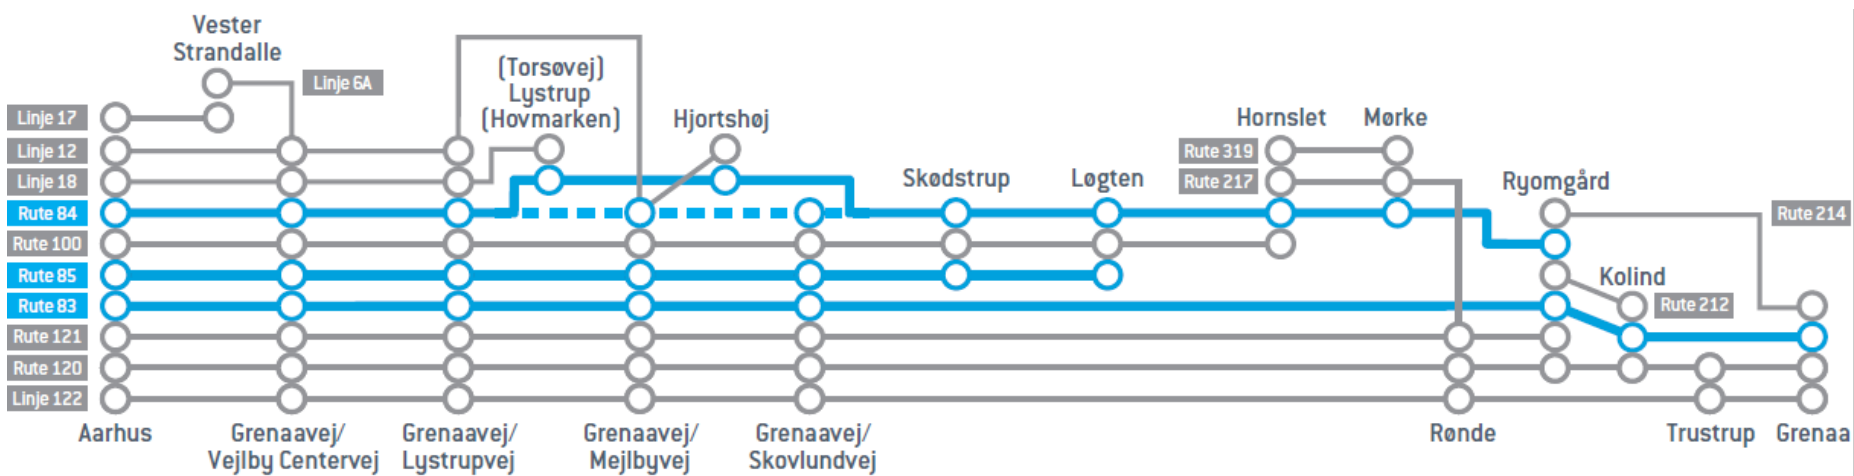 Vester
Strandalle
Linje 6A
(Torsøvej)
Lystrup
(Hovmarken)
Hjortshøj
Skødstrup
Løgten
Hornslet
Mørke
Ryomgård
Kolind
Linje 17
Linje 12
Linje 18
Rute 84
Rute 100
Rute 85
Rute 83
Rute 121
Rute 120
Linje 122
Rute 319
Rute 217
Rute 214
Rute 212
Aarhus
Grenaavej/
Vejlby Centervej
Grenaavej/
Lystrupvej
Grenaavej/
Mejlbyvej
Grenaavej/
Skovlundvej
Rønde
Trustrup
Grenaa